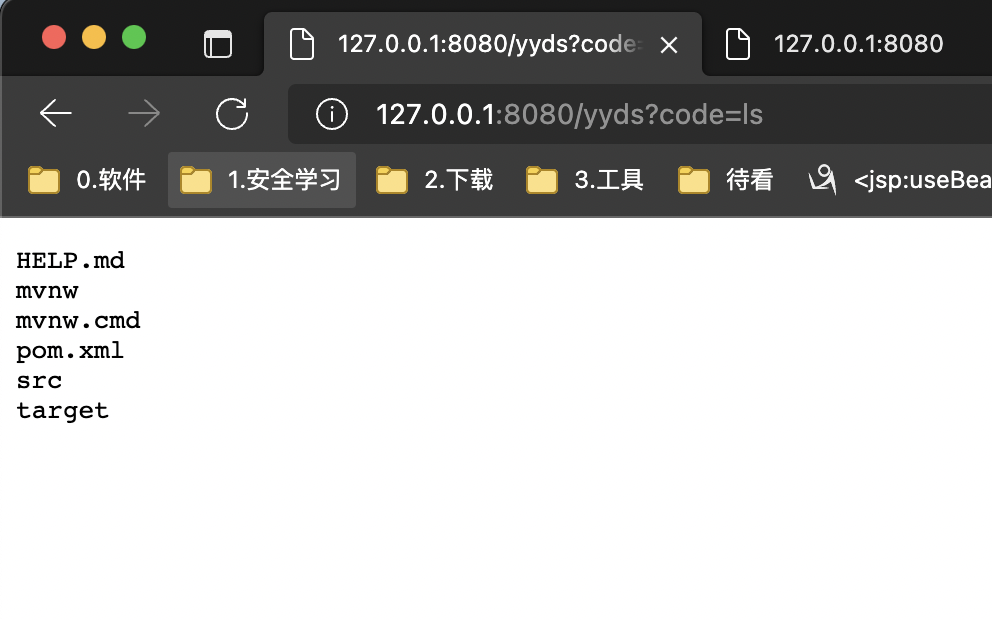 127.0.0.1:8080/yyds?code= 127.0.0.1:8080
127.0.0.1:8080/yyds?code=ls
0.软件 1.安全学习 2.下载 3.工具 待看 <jsp:useBea
HELP.md
mvnw
mvnw.cmd
pom.xml
src
target